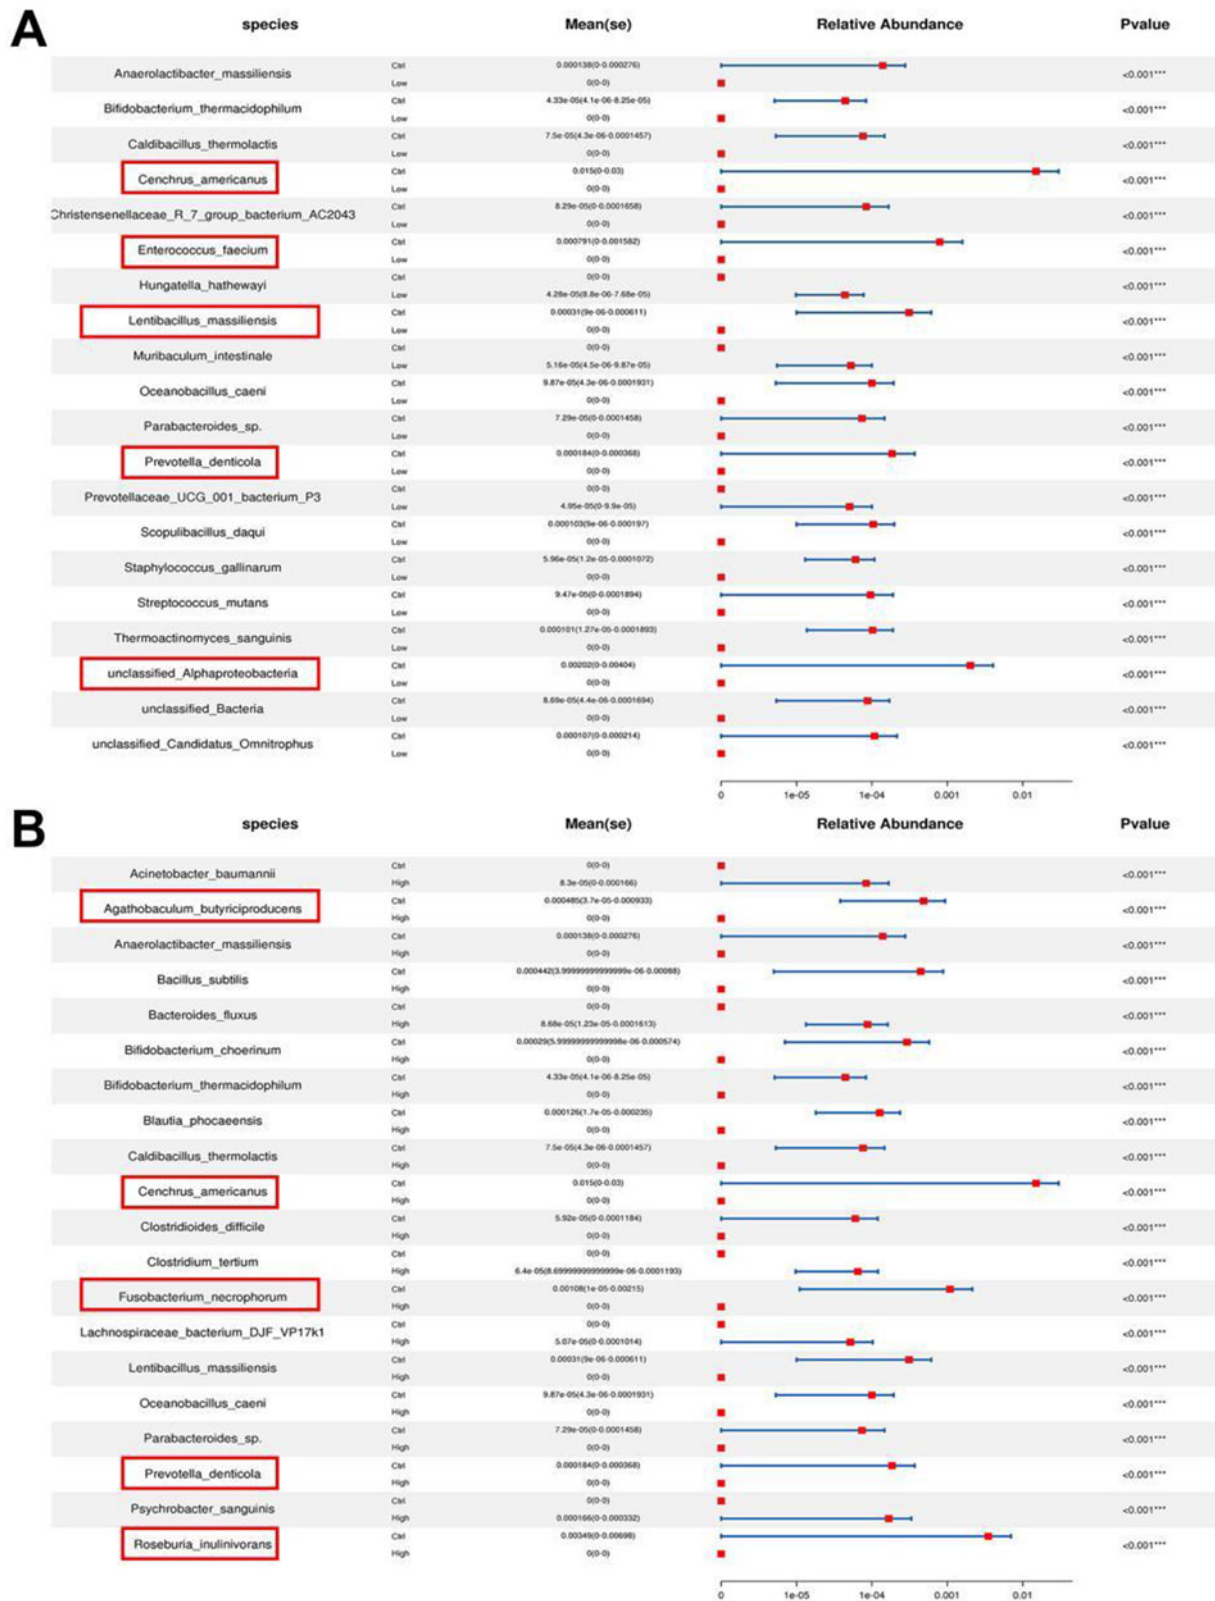 A
species Mean(se) Relative Abundance Pvalue
Ctrl 0.000138(0-0.000276)
Anaerolactibacter_massiliensis <0.001***
Low 0(0-0)
Ctrl 4.33e-05(4.1e-06-8.25e-05)
Bifidobacterium_thermacidophilum <0.001***
Low 0(0-0)
Ctrl 7.5e-05(4.3e-06-0.0001457)
Caldibacillus_thermolactis <0.001***
Low 0(0-0)
Ctrl 0.015(0-0.03)
Cenchrus_americanus <0.001***
Low 0(0-0)
Ctrl 8.29e-05(0-0.0001658)
Christensenellaceae_R_7_group_bacterium_AC2043 <0.001***
Low 0(0-0)
Ctrl 0.000791(0-0.001582)
Enterococcus_faecium <0.001***
Low 0(0-0)
Ctrl 0(0-0)
Hungatella_hathewayi <0.001***
Low 4.28e-05(8.8e-06-7.68e-05)
Ctrl 0.00031(9e-06-0.000611)
Lentibacillus_massiliensis <0.001***
Low 0(0-0)
Ctrl 0(0-0)
Muribaculum_intestinale <0.001***
Low 5.16e-05(4.5e-06-9.87e-05)
Ctrl 9.87e-05(4.3e-06-0.0001931)
Oceanobacillus_caeni <0.001***
Low 0(0-0)
Ctrl 7.29e-05(0-0.0001458)
Parabacteroides_sp. <0.001***
Low 0(0-0)
Ctrl 0.000184(0-0.000368)
Prevotella_denticola <0.001***
Low 0(0-0)
Ctrl 0(0-0)
Prevotellaceae_UCG_001_bacterium_P3 <0.001***
Low 4.95e-05(0-9.9e-05)
Ctrl 0.000103(9e-06-0.000197)
Scopulibacillus_daqui <0.001***
Low 0(0-0)
Ctrl 5.96e-05(1.2e-05-0.0001072)
Staphylococcus_gallinarum <0.001***
Low 0(0-0)
Ctrl 9.47e-05(0-0.0001894)
Streptococcus_mutans <0.001***
Low 0(0-0)
Ctrl 0.000101(1.27e-05-0.0001893)
Thermoactinomyces_sanguinis <0.001***
Low 0(0-0)
Ctrl 0.00202(0-0.00404)
unclassified_Alphaproteobacteria <0.001***
Low 0(0-0)
Ctrl 8.69e-05(4.4e-06-0.0001694)
unclassified_Bacteria <0.001***
Low 0(0-0)
Ctrl 0.000107(0-0.000214)
unclassified_Candidatus_Omnitrophus <0.001***
Low 0(0-0)
0 1e-05 1e-04 0.001 0.01
B
species Mean(se) Relative Abundance Pvalue
Ctrl 0(0-0)
Acinetobacter_baumannii <0.001***
High 8.3e-05(0-0.000166)
Ctrl 0.000485(3.7e-05-0.000933)
Agathobaculum_butyriciproducens <0.001***
High 0(0-0)
Ctrl 0.000138(0-0.000276)
Anaerolactibacter_massiliensis <0.001***
High 0(0-0)
Ctrl 0.000442(3.99999999999999e-06-0.00088)
Bacillus_subtilis <0.001***
High 0(0-0)
Ctrl 0(0-0)
Bacteroides_fluxus <0.001***
High 8.68e-05(1.23e-05-0.0001613)
Ctrl 0.00029(5.99999999999998e-06-0.000574)
Bifidobacterium_choerinum <0.001***
High 0(0-0)
Ctrl 4.33e-05(4.1e-06-8.25e-05)
Bifidobacterium_thermacidophilum <0.001***
High 0(0-0)
Ctrl 0.000126(1.7e-05-0.000235)
Blautia_phocaeensis <0.001***
High 0(0-0)
Ctrl 7.5e-05(4.3e-06-0.0001457)
Caldibacillus_thermolactis <0.001***
High 0(0-0)
Ctrl 0.015(0-0.03)
Cenchrus_americanus <0.001***
High 0(0-0)
Ctrl 5.92e-05(0-0.0001184)
Clostridioides_difficile <0.001***
High 0(0-0)
Ctrl 0(0-0)
Clostridium_tertium <0.001***
High 6.4e-05(8.69999999999999e-06-0.0001193)
Ctrl 0.00108(1e-05-0.00215)
Fusobacterium_necrophorum <0.001***
High 0(0-0)
Ctrl 0(0-0)
Lachnospiraceae_bacterium_DJF_VP17k1 <0.001***
High 5.07e-05(0-0.0001014)
Ctrl 0.00031(9e-06-0.000611)
Lentibacillus_massiliensis <0.001***
High 0(0-0)
Ctrl 9.87e-05(4.3e-06-0.0001931)
Oceanobacillus_caeni <0.001***
High 0(0-0)
Ctrl 7.29e-05(0-0.0001458)
Parabacteroides_sp. <0.001***
High 0(0-0)
Ctrl 0.000184(0-0.000368)
Prevotella_denticola <0.001***
High 0(0-0)
Ctrl 0(0-0)
Psychrobacter_sanguinis <0.001***
High 0.000166(0-0.000332)
Ctrl 0.00349(0-0.00698)
Roseburia_inulinivorans <0.001***
High 0(0-0)
0 1e-05 1e-04 0.001 0.01